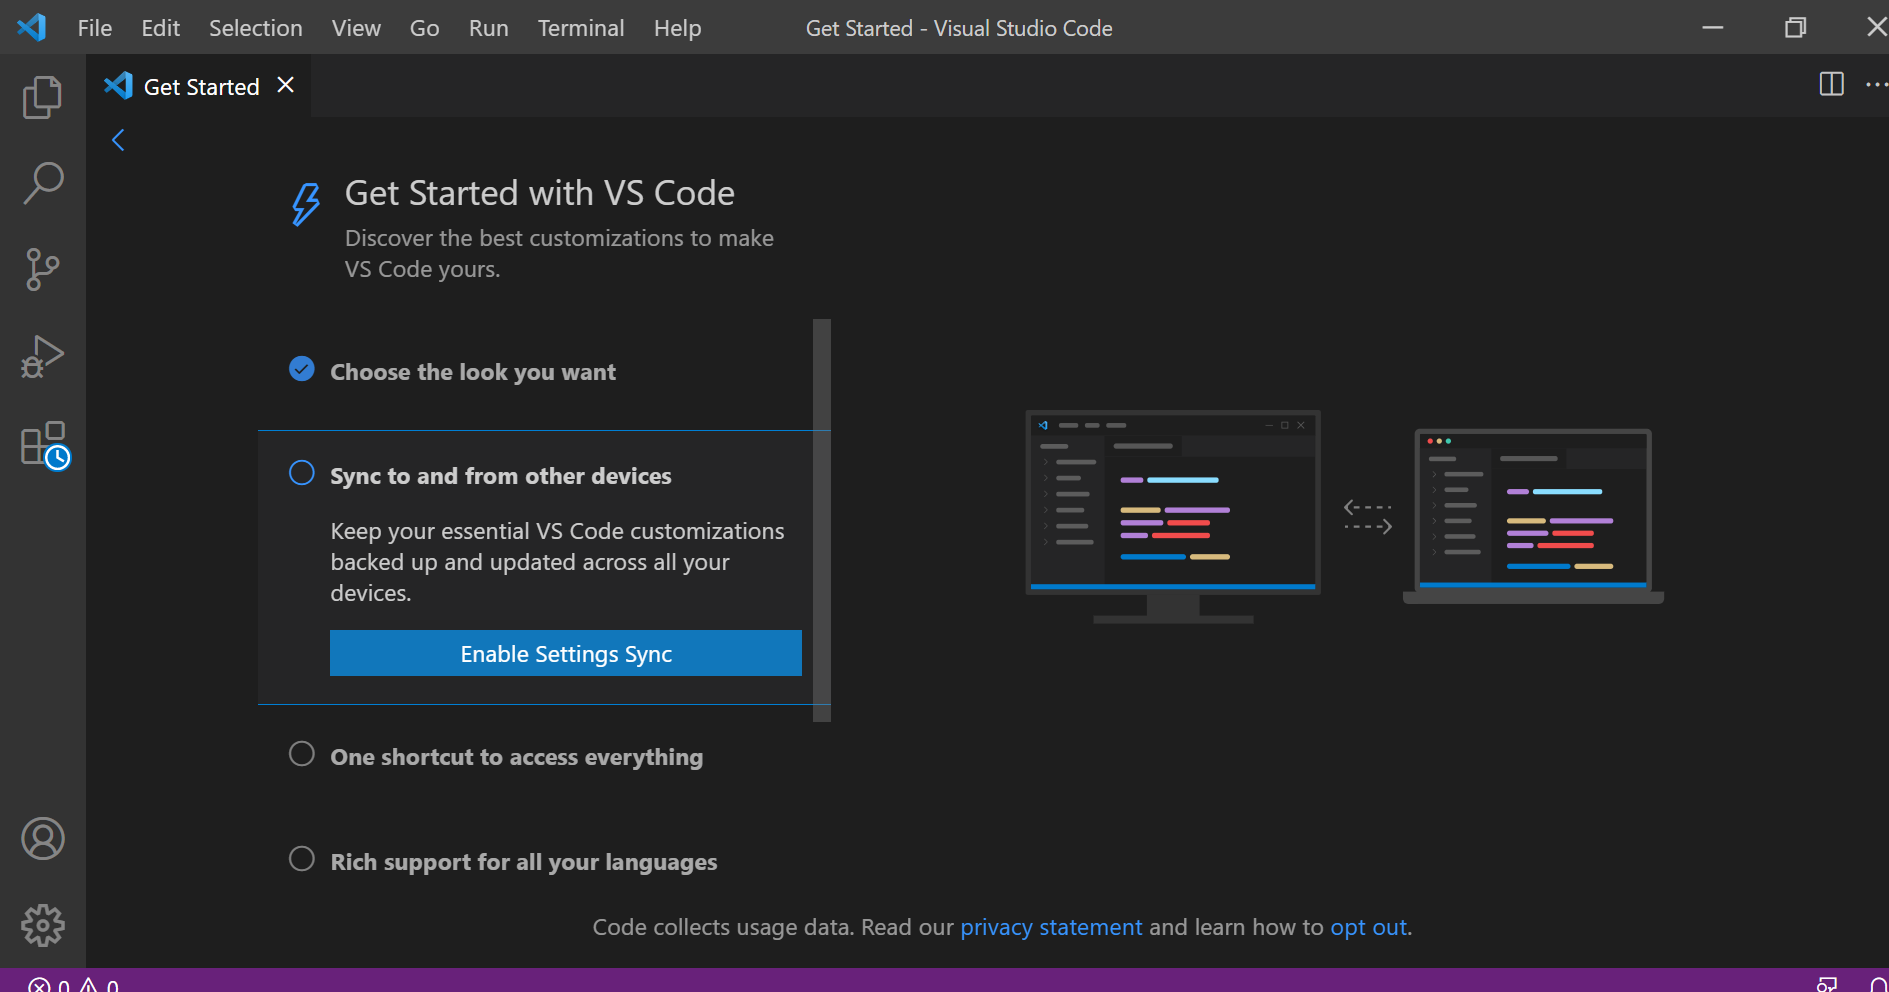 File Edit Selection View Go Run Terminal Help Get Started - Visual Studio Code
Get Started
Get Started with VS Code
Discover the best customizations to make
VS Code yours.
Choose the look you want
Sync to and from other devices
Keep your essential VS Code customizations
backed up and updated across all your
devices.
Enable Settings Sync
One shortcut to access everything
Rich support for all your languages
Code collects usage data. Read our privacy statement and learn how to opt out.
0 0